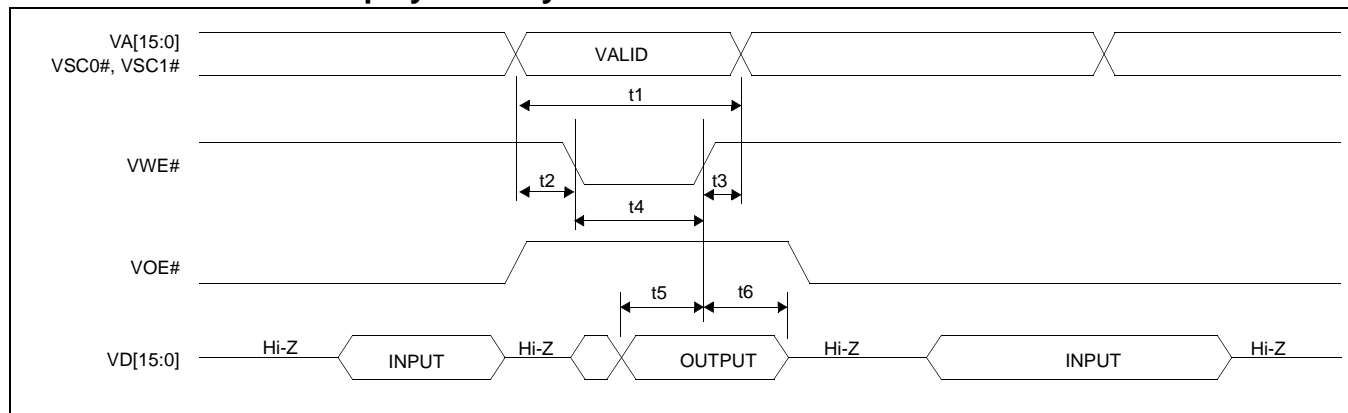 VA[15:0]
VSC0#, VSC1#
VALID
t1
VWE#
t2
t3
t4
VOE#
t5
t6
VD[15:0]
Hi-Z
INPUT
Hi-Z
OUTPUT
Hi-Z
INPUT
Hi-Z